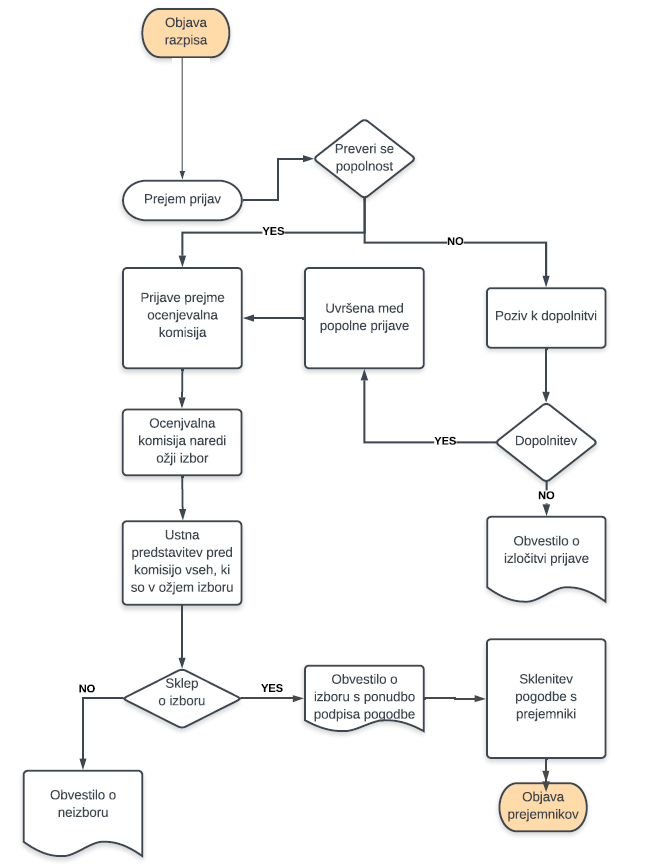 Objava
razpisa
Preveri se
popolnost
Prejem prijav
YES
NO
Prijave prejme
ocenjevalna
komisija
Uvršena med
popolne prijave
Poziv k dopolnitvi
Ocenjvalna
komisija naredi
ožji izbor
YES
Dopolnitev
NO
Ustna
predstavitev pred
komisijo vseh, ki
so v ožjem izboru
Obvestilo o
izločitvi prijave
NO
Sklep
o izboru
YES
Obvestilo o
izboru s ponudbo
podpisa pogodbe
Sklenitev
pogodbe s
prejemniki
Obvestilo o
neizboru
Objava
prejemnikov